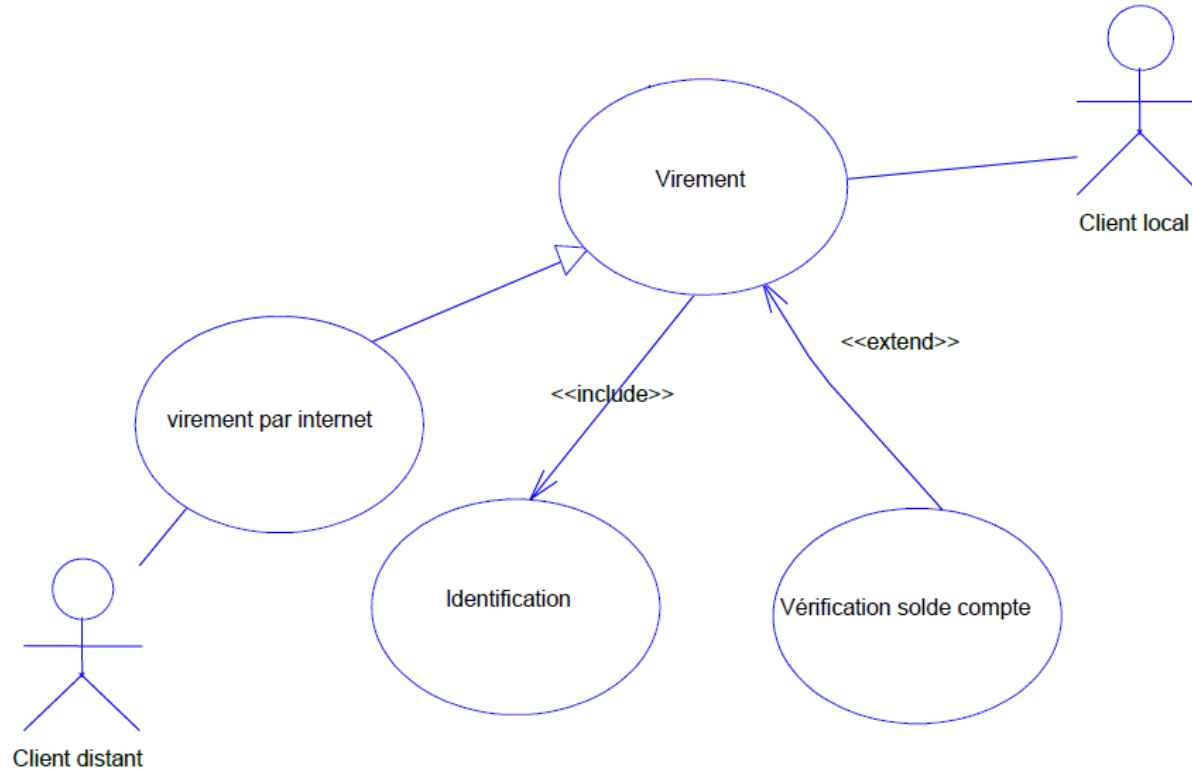 Virement
Client local
<<extend>>
<<include>>
virement par internet
Identification
Vérification solde compte
Client distant